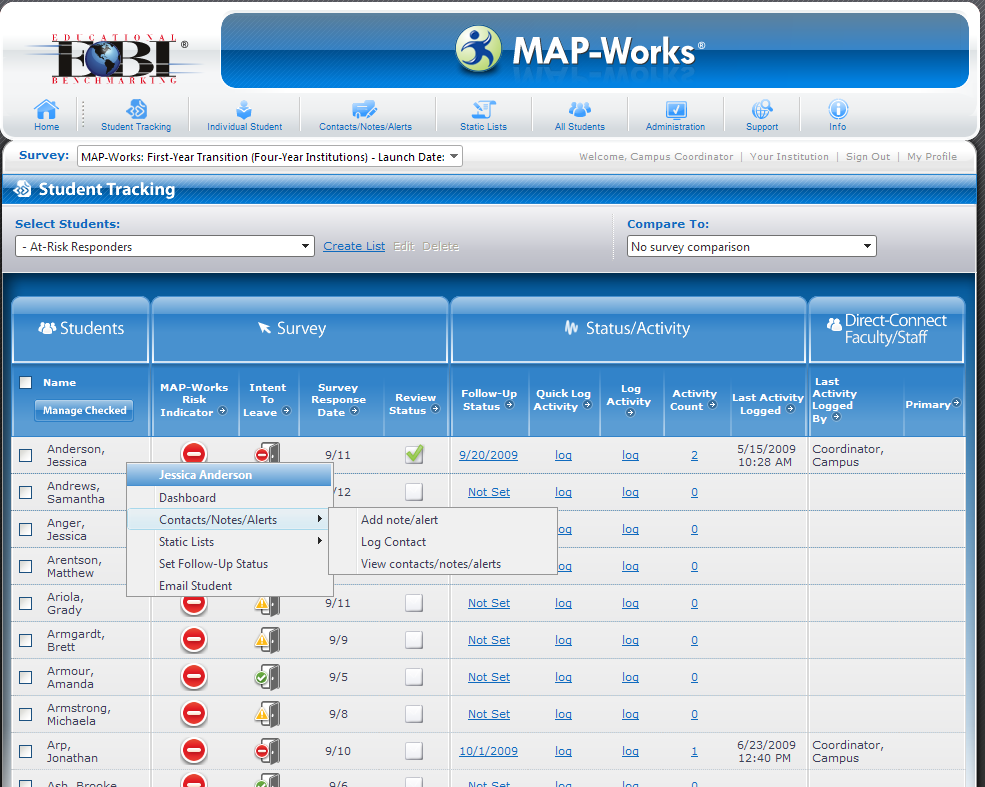 EDUCATIONAL
EBI®
BENCHMARKING
MAP-Works®
Home
Student Tracking
Individual Student
Contacts/Notes/Alerts
Static Lists
All Students
Administration
Support
Info
Survey: MAP-Works: First-Year Transition (Four-Year Institutions) - Launch Date:
Welcome, Campus Coordinator | Your Institution | Sign Out | My Profile
Student Tracking
Select Students:
Compare To:
- At-Risk Responders
Create List Edit Delete
No survey comparison
Students
Survey
Status/Activity
Direct-Connect
Faculty/Staff
Name
Manage Checked
MAP-Works
Risk
Indicator
Intent
To
Leave
Survey
Response
Date
Review
Status
Follow-Up
Status
Quick Log
Activity
Log
Activity
Activity
Count
Last Activity
Logged
Last
Activity
Logged
By
Primary
Anderson,
Jessica
9/11
9/20/2009
log
log
2
5/15/2009
10:28 AM
Coordinator,
Campus
Andrews,
Samantha
/12
Not Set
log
log
0
Anger,
Jessica
og
log
0
Arentson,
Matthew
og
log
0
Jessica Anderson
Dashboard
Contacts/Notes/Alerts
Static Lists
Set Follow-Up Status
Email Student
Add note/alert
Log Contact
View contacts/notes/alerts
Ariola,
Grady
9/11
Not Set
log
log
0
Armgardt,
Brett
9/9
Not Set
log
log
0
Armour,
Amanda
9/5
Not Set
log
log
0
Armstrong,
Michaela
9/8
Not Set
log
log
0
Arp,
Jonathan
9/10
10/1/2009
log
log
1
6/23/2009
12:40 PM
Coordinator,
Campus
Ash, Brooke
9/6
Not Set
log
log
0